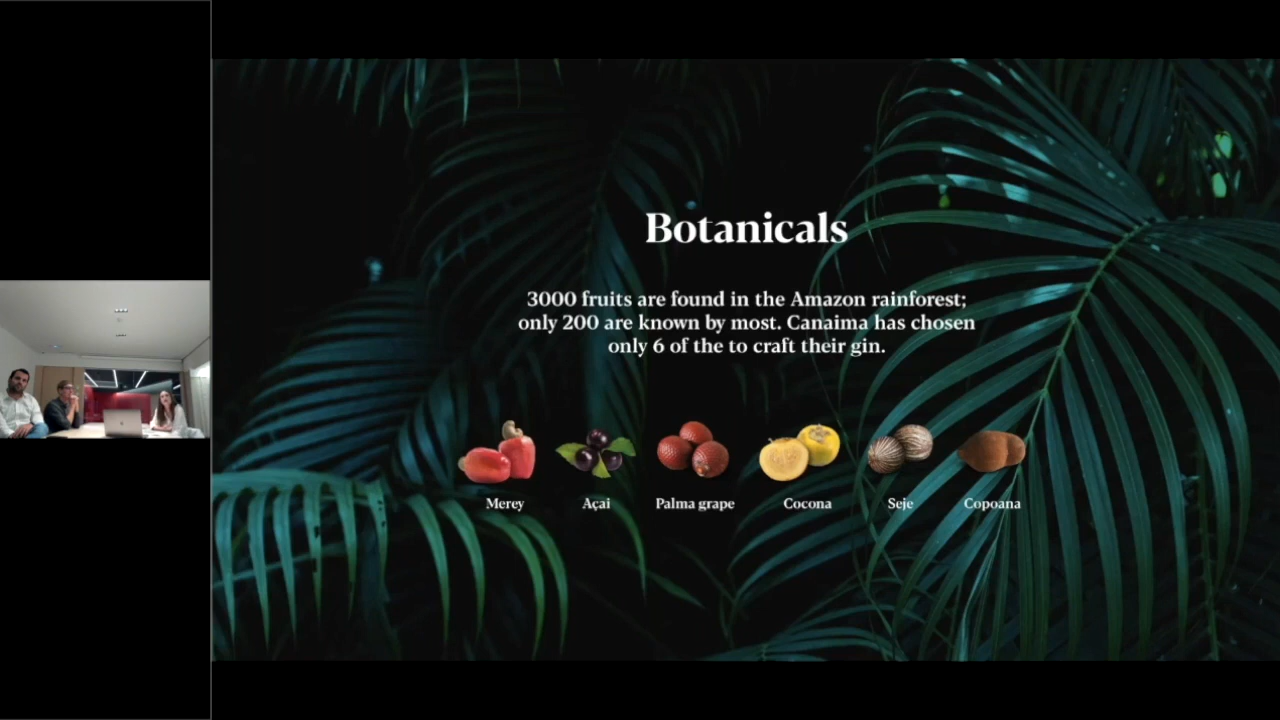 Botanicals
3000 fruits are found in the Amazon rainforest;
only 200 are known by most. Canaima has chosen
only 6 of the to craft their gin.
Merey
Açai
Palma grape
Cocona
Seje
Copoana